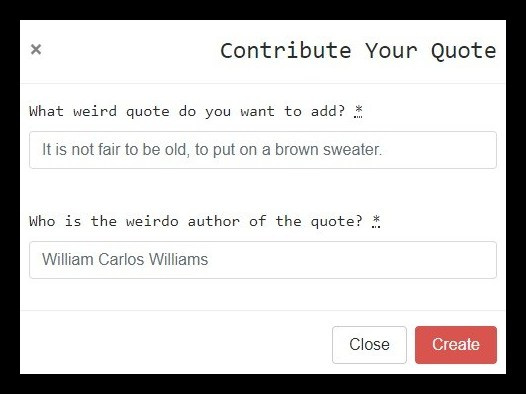 × Contribute Your Quote
What weird quote do you want to add? *
It is not fair to be old, to put on a brown sweater.
Who is the weirdo author of the quote? *
William Carlos Williams
Close Create